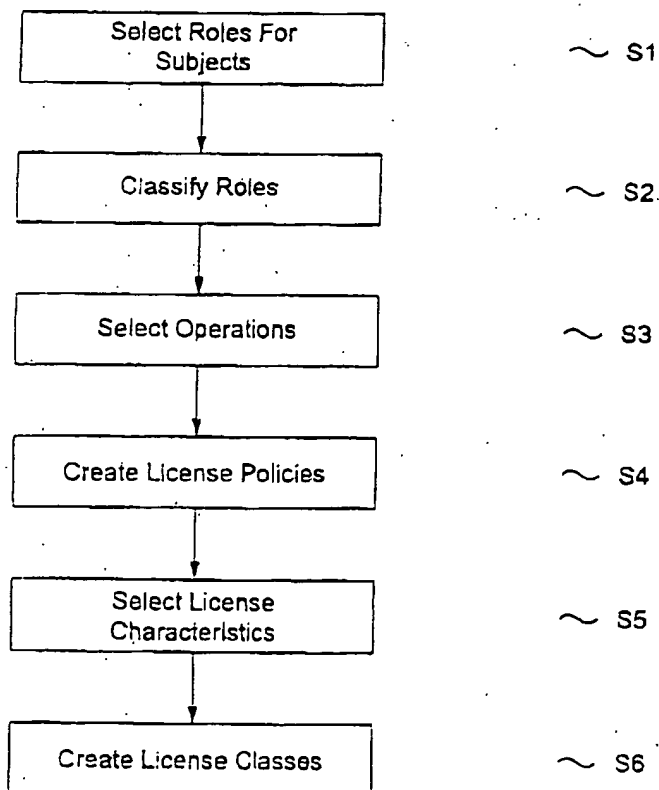 Select Roles For
Subjects
~ S1
Classify Roles
~ S2
Select Operations
~ S3
Create License Policies
~ S4
Select License
Characteristics
~ S5
Create License Classes
~ S6